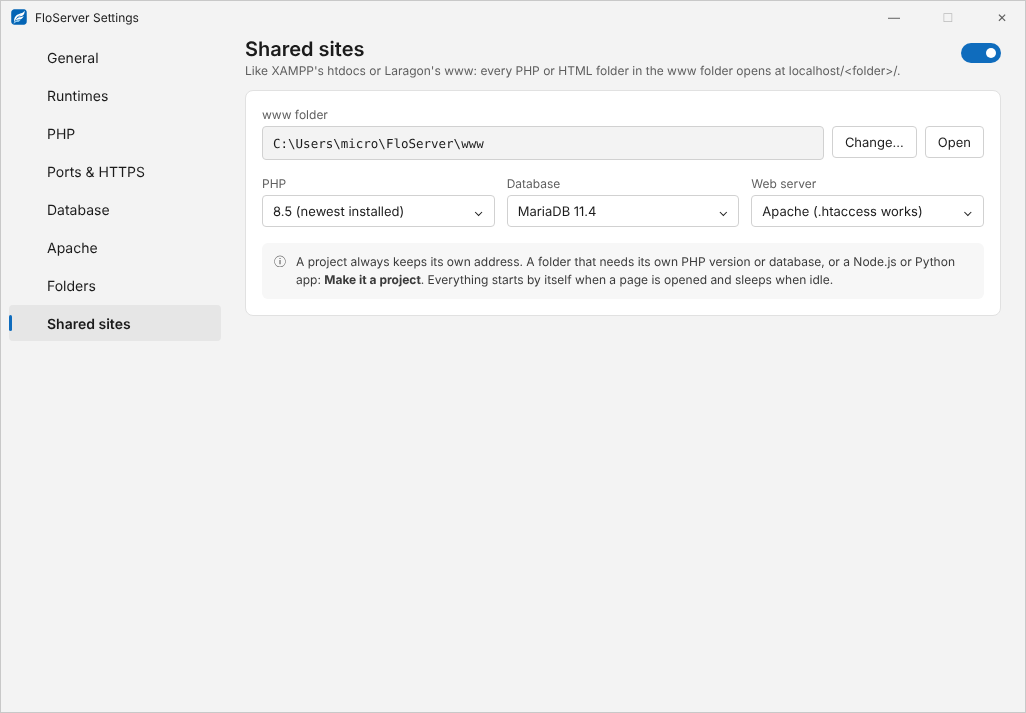 FloServer Settings
General
Runtimes
PHP
Ports & HTTPS
Database
Apache
Folders
Shared sites
Shared sites
Like XAMPP's htdocs or Laragon's www: every PHP or HTML folder in the www folder opens at localhost/<folder>/.
www folder
C:\Users\micro\FloServer\www
Change...
Open
PHP
Database
Web server
8.5 (newest installed)
MariaDB 11.4
Apache (.htaccess works)
A project always keeps its own address. A folder that needs its own PHP version or database, or a Node.js or Python
app: Make it a project. Everything starts by itself when a page is opened and sleeps when idle.